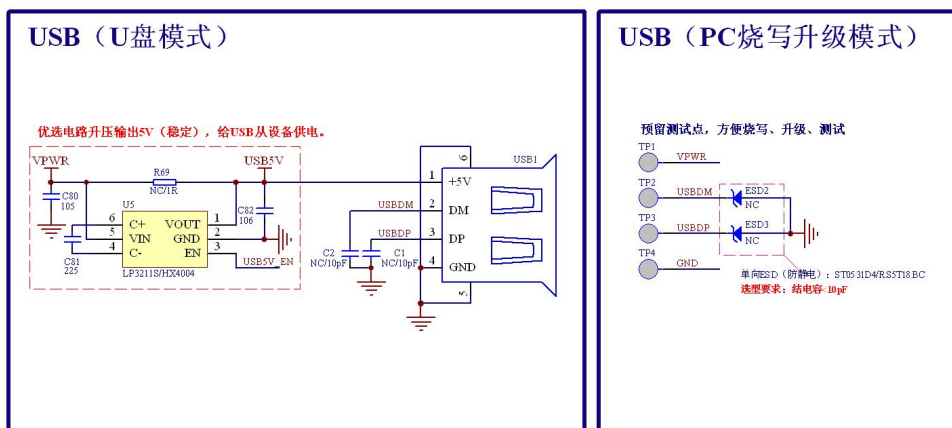 USB（U盘模式）
优选电路升压输出5V（稳定），给USB从设备供电。
VPWR
USB5V
R69
NC/1R
C80
105
U5
C82
106
6
C+
VOUT
1
5
VIN
GND
2
4
C-
EN
3
C81
225
LP3211S/HX4004
USB5V_EN
USB1
6
1
+5V
USBDM
2
DM
USBDP
3
DP
C2
NC/10pF
C1
NC/10pF
4
GND
5
USB（PC烧写升级模式）
预留测试点，方便烧写、升级、测试
TP1
VPWR
TP2
USBDM
ESD2
NC
TP3
USBDP
ESD3
NC
TP4
GND
单向ESD（防静电）：ST0531D4/RS5T18BC
选型要求：结电容<10pF